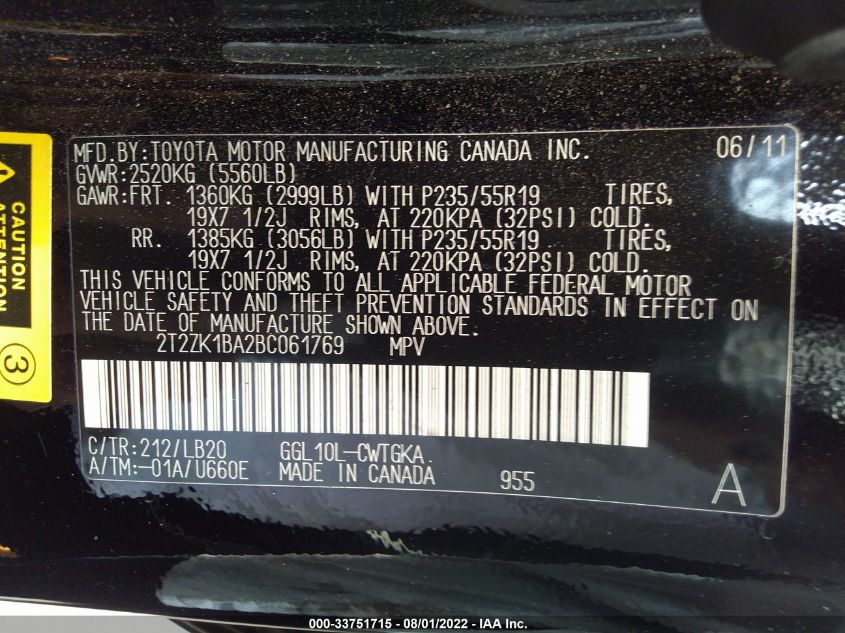 MFD.BY:TOYOTA MOTOR MANUFACTURING CANADA INC. 06/11
GVWR:2520KG (5560LB)
GAWR:FRT. 1360KG (2999LB) WITH P235/55R19 TIRES,
19X7 1/2J RIMS, AT 220KPA (32PSI) COLD.
RR. 1385KG (3056LB) WITH P235/55R19 TIRES,
19X7 1/2J RIMS, AT 220KPA (32PSI) COLD.
THIS VEHICLE CONFORMS TO ALL APPLICABLE FEDERAL MOTOR
VEHICLE SAFETY AND THEFT PREVENTION STANDARDS IN EFFECT ON
THE DATE OF MANUFACTURE SHOWN ABOVE.
2T2ZK1BA2BC061769 MPV
C/TR:212/LB20 GGL10L-CWTGKA
A/TM:-01A/U660E MADE IN CANADA 955 A
CAUTION
ATTENTION
3
000-33751715 - 08/01/2022 - IAA Inc.